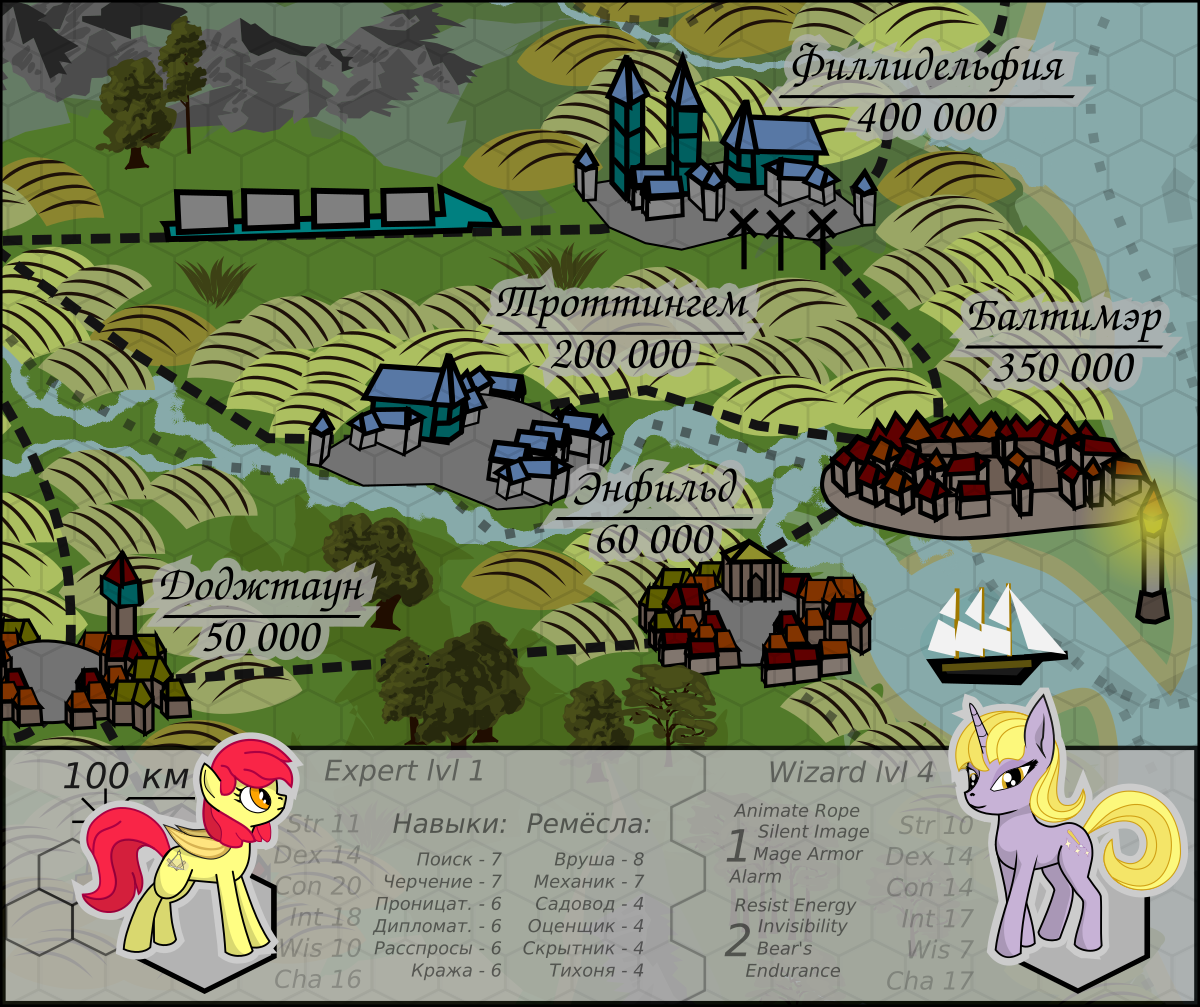 Филлидельфия
400 000
Троттингем
200 000
Балтимэр
350 000
Энфильд
60 000
Доджтаун
50 000
100 км
Expert lvl 1
Str 11
Dex 14
Con 20
Int 18
Wis 10
Cha 16
Навыки:
Поиск - 7
Черчение - 7
Проницат. - 6
Дипломат. - 6
Расспросы - 6
Кража - 6
Ремёсла:
Вруша - 8
Механик - 7
Садовод - 4
Оценщик - 4
Скрытник - 4
Тихоня - 4
Wizard lvl 4
1
Animate Rope
Silent Image
Mage Armor
Alarm
2
Resist Energy
Invisibility
Bear's
Endurance
Str 10
Dex 14
Con 14
Int 17
Wis 7
Cha 17